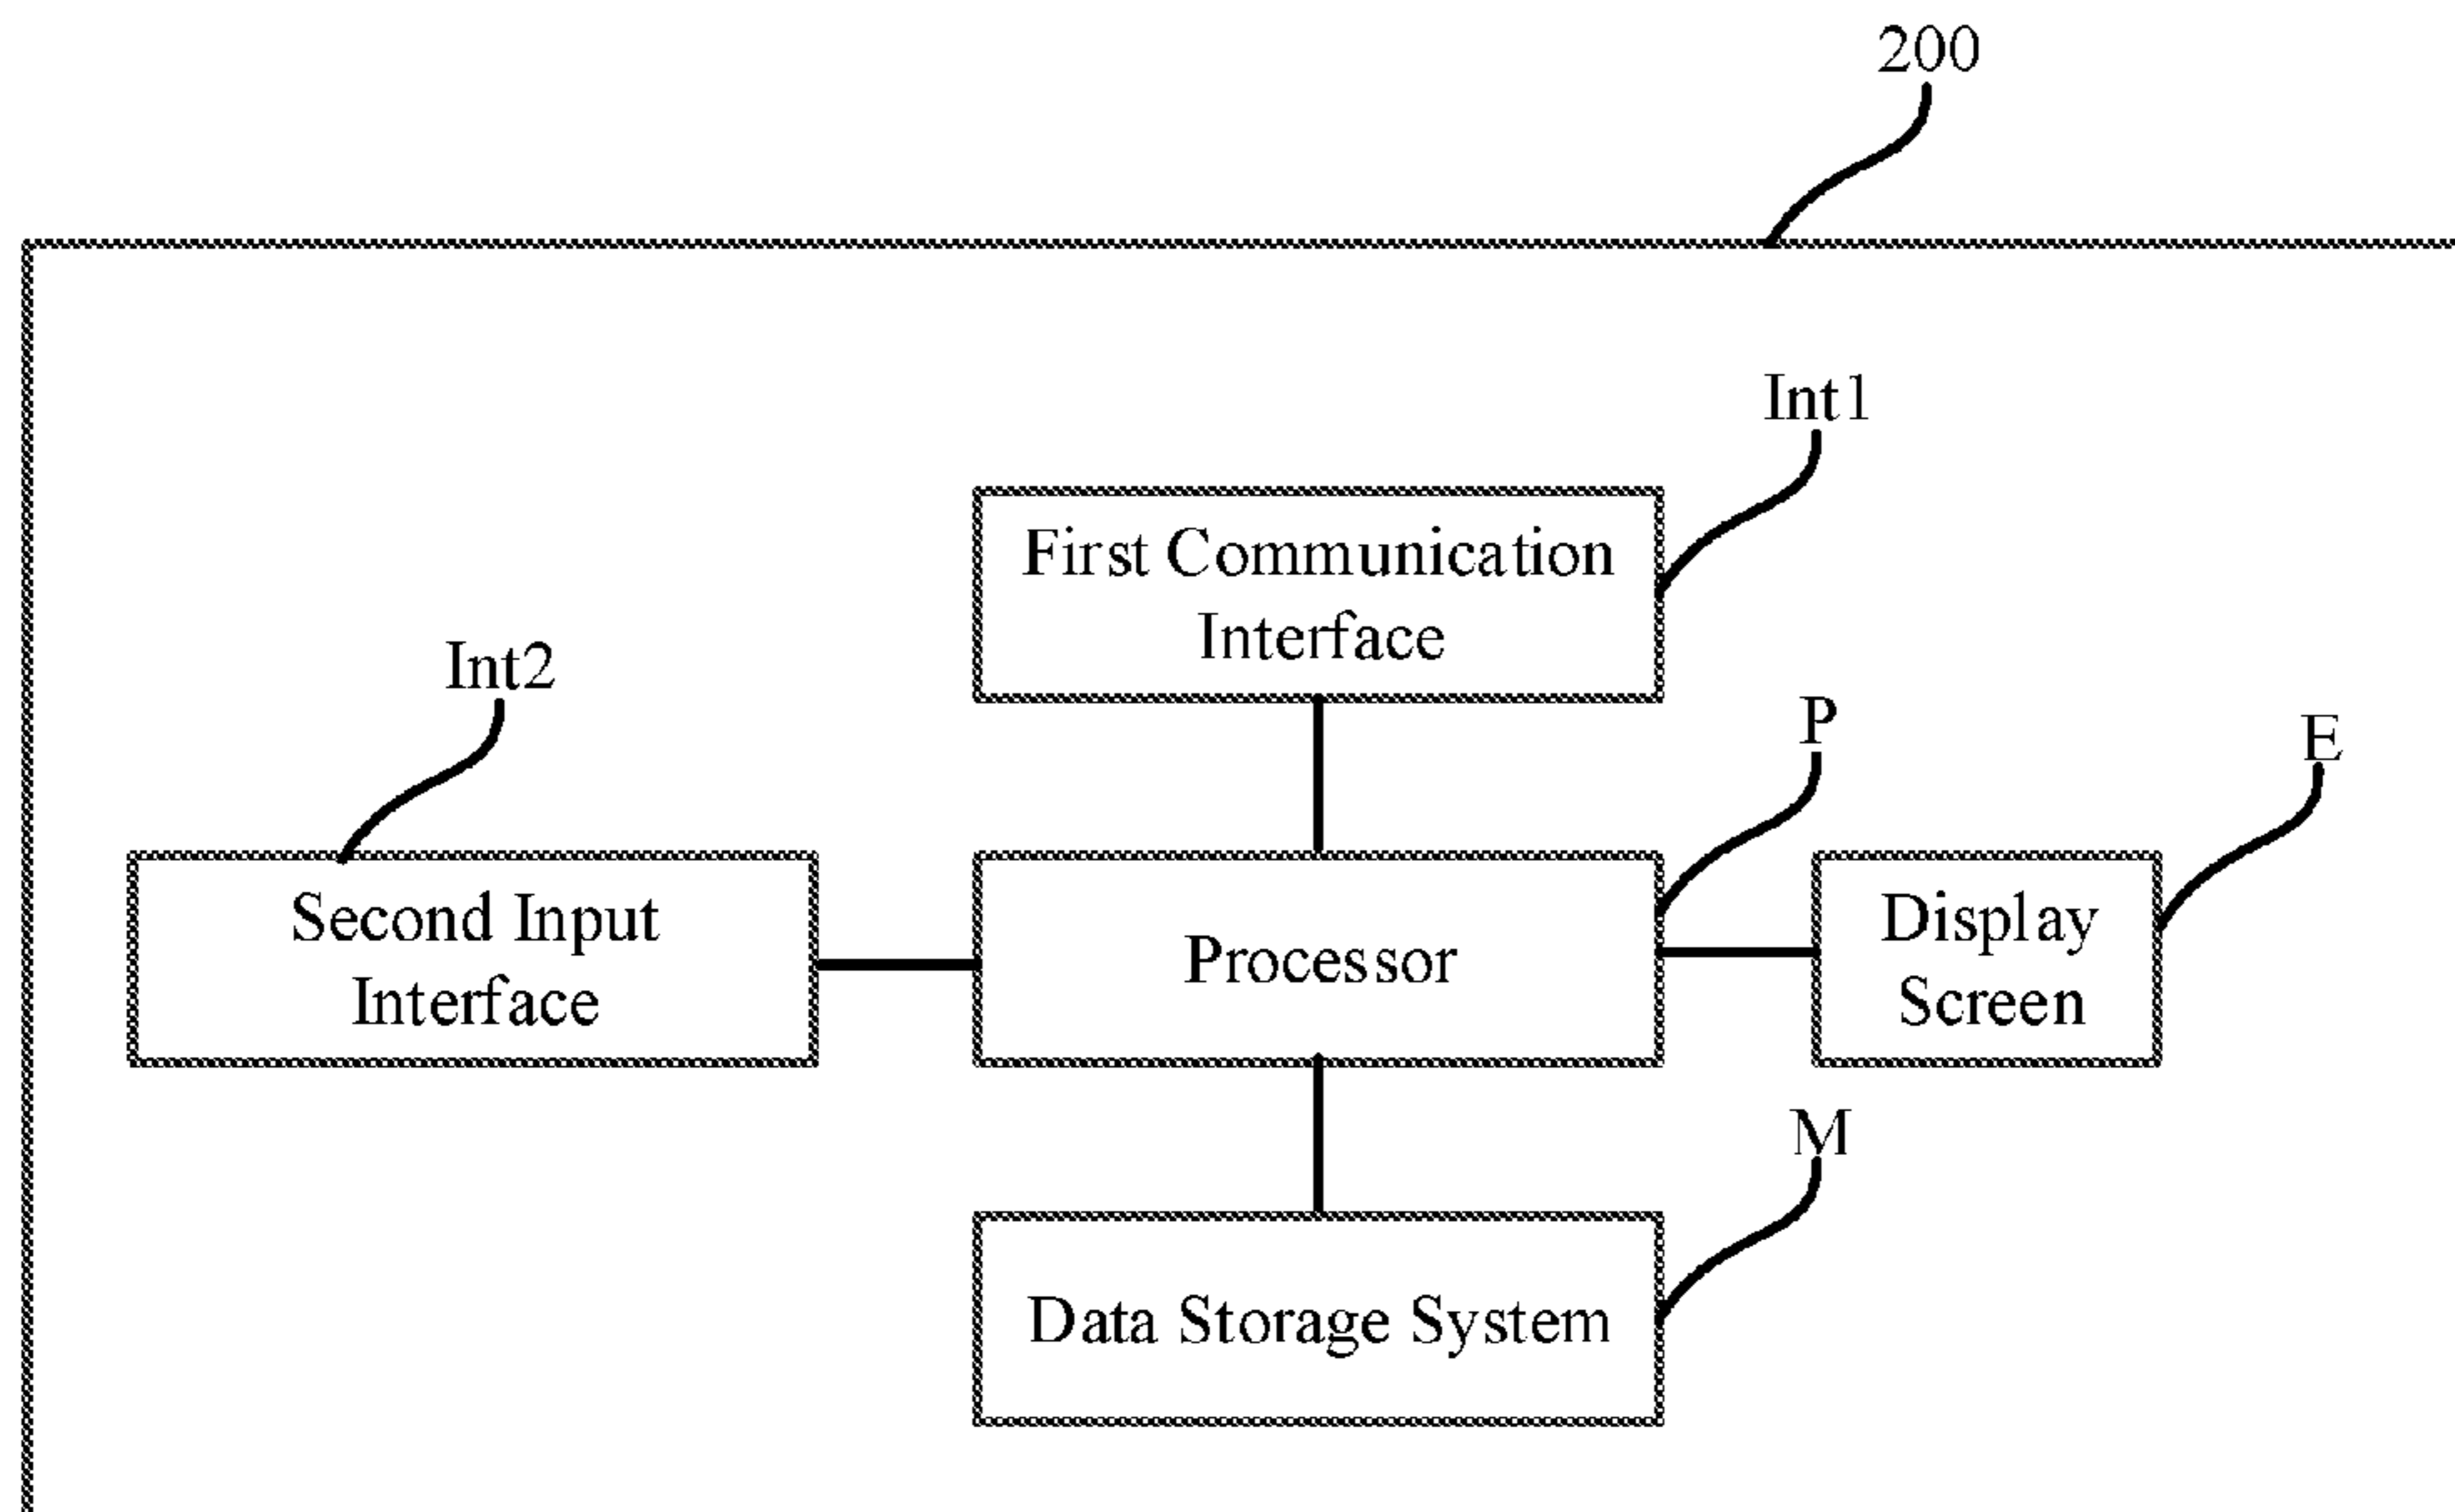 200
Int1
First Communication
Interface
Int2
P
E
Second Input
Interface
Processor
Display
Screen
M
Data Storage System